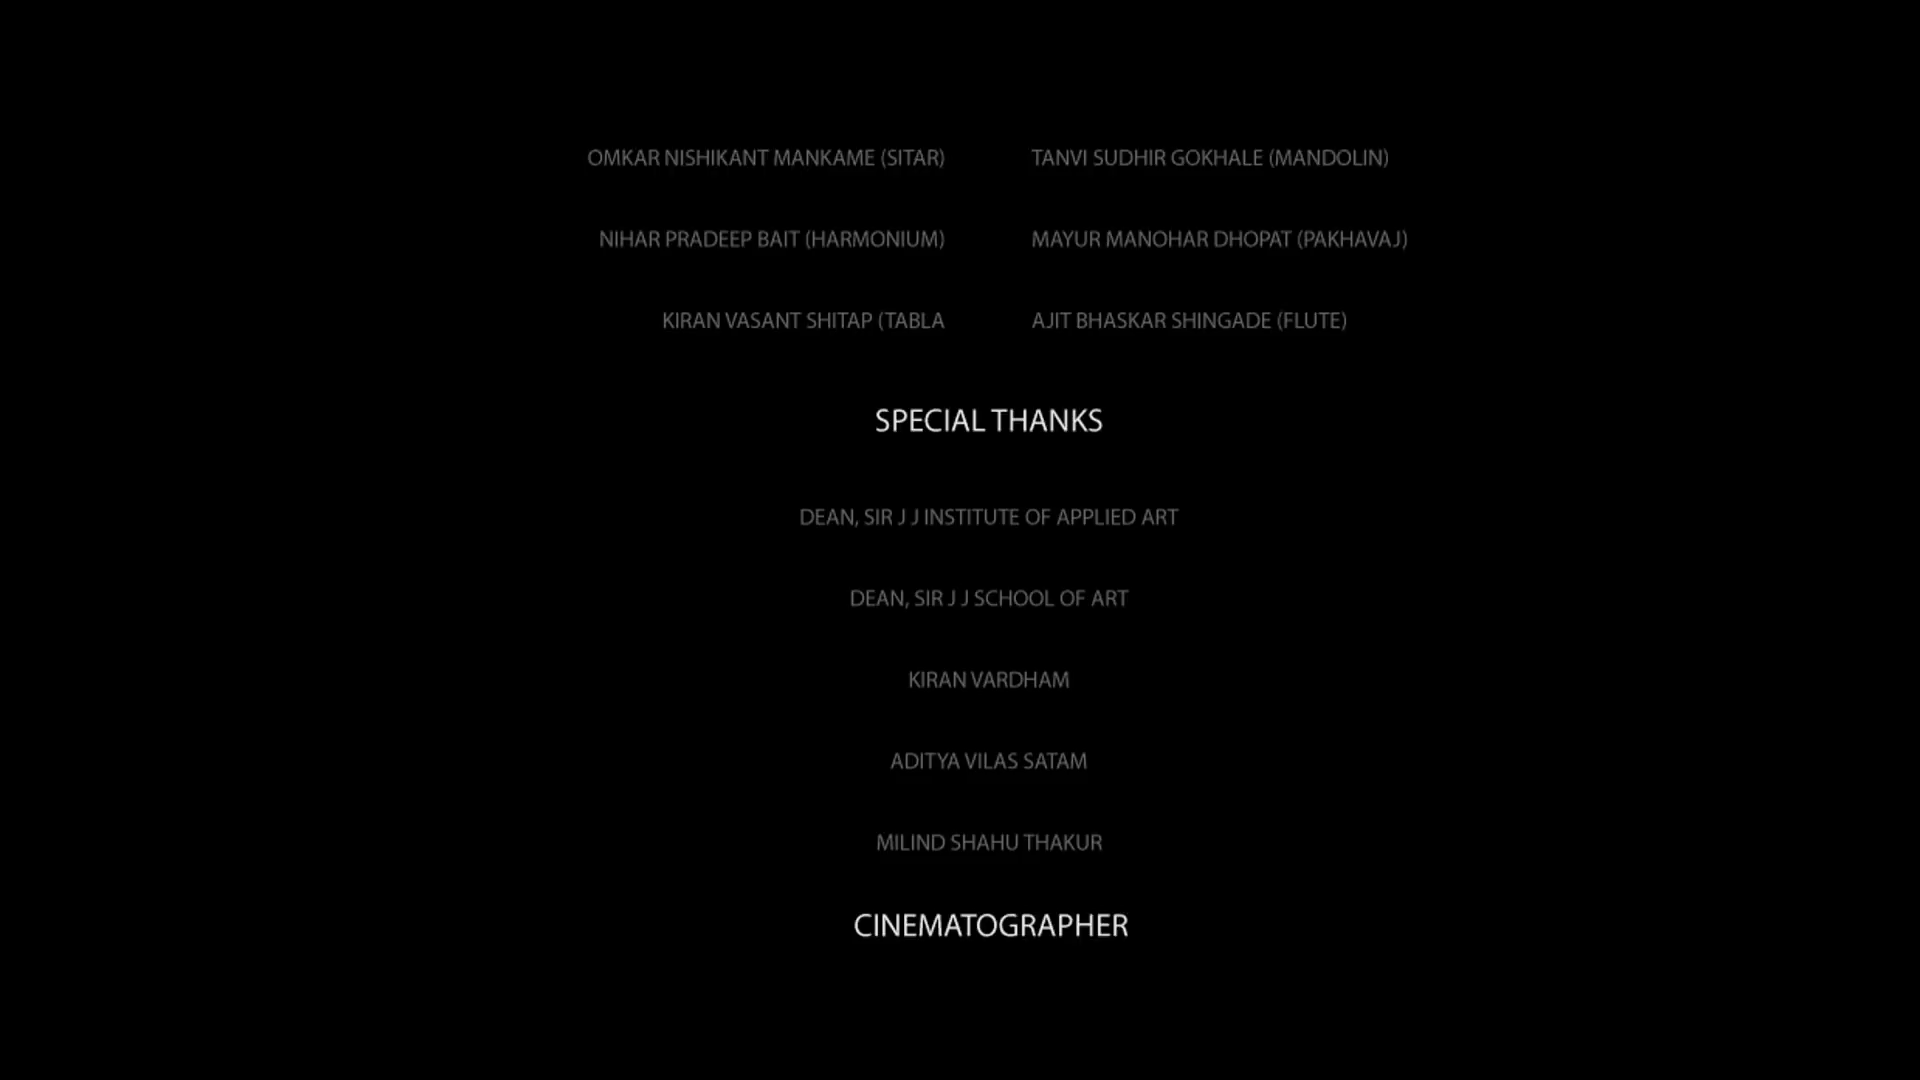 OMKAR NISHIKANT MANKAME (SITAR) TANVI SUDHIR GOKHALE (MANDOLIN)
NIHAR PRADEEP BAIT (HARMONIUM) MAYUR MANOHAR DHOPAT (PAKHAVAJ)
KIRAN VASANT SHITAP (TABLA AJIT BHASKAR SHINGADE (FLUTE)
SPECIAL THANKS
DEAN, SIR J J INSTITUTE OF APPLIED ART
DEAN, SIR J J SCHOOL OF ART
KIRAN VARDHAM
ADITYA VILAS SATAM
MILIND SHAHU THAKUR
CINEMATOGRAPHER